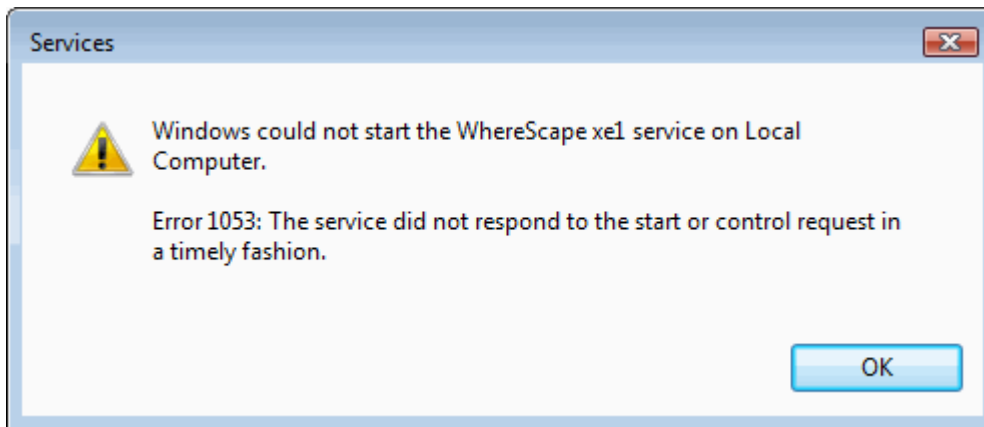 Services
Windows could not start the WhereScape xe1 service on Local
Computer.
Error 1053: The service did not respond to the start or control request in
a timely fashion.
OK